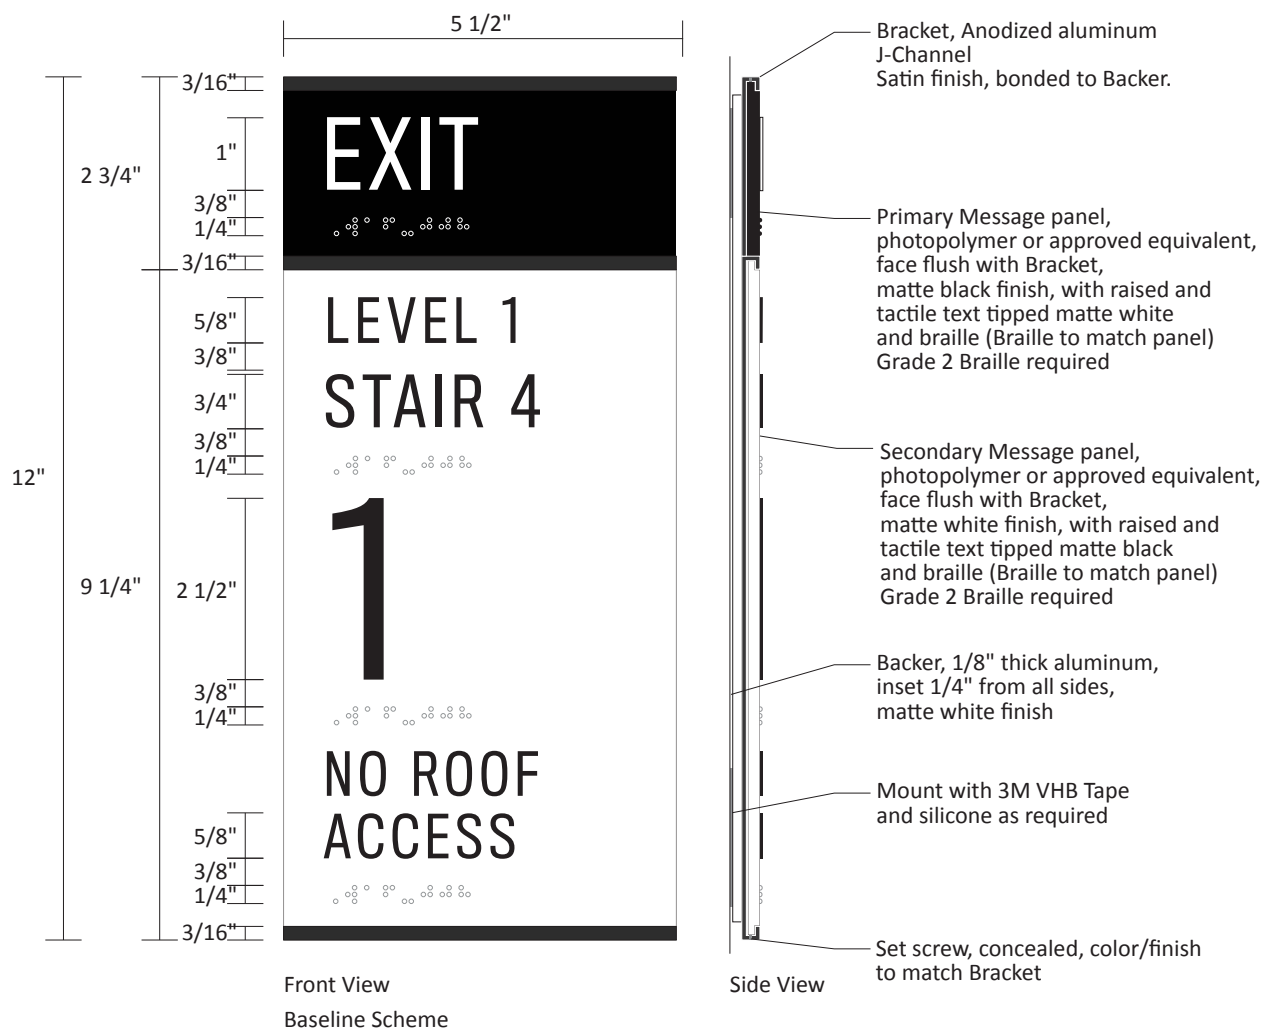 5 1/2"
12"
2 3/4"
9 1/4"
3/16"
1"
3/8"
1/4"
3/16"
5/8"
3/8"
3/4"
3/8"
1/4"
2 1/2"
3/8"
1/4"
5/8"
3/8"
1/4"
3/16"
EXIT
LEVEL 1
STAIR 4
1
NO ROOF
ACCESS
Front View
Baseline Scheme
Side View
Bracket, Anodized aluminum
J-Channel
Satin finish, bonded to Backer.
Primary Message panel,
photopolymer or approved equivalent,
face flush with Bracket,
matte black finish, with raised and
tactile text tipped matte white
and braille (Braille to match panel)
Grade 2 Braille required
Secondary Message panel,
photopolymer or approved equivalent,
face flush with Bracket,
matte white finish, with raised and
tactile text tipped matte black
and braille (Braille to match panel)
Grade 2 Braille required
Backer, 1/8" thick aluminum,
inset 1/4" from all sides,
matte white finish
Mount with 3M VHB Tape
and silicone as required
Set screw, concealed, color/finish
to match Bracket